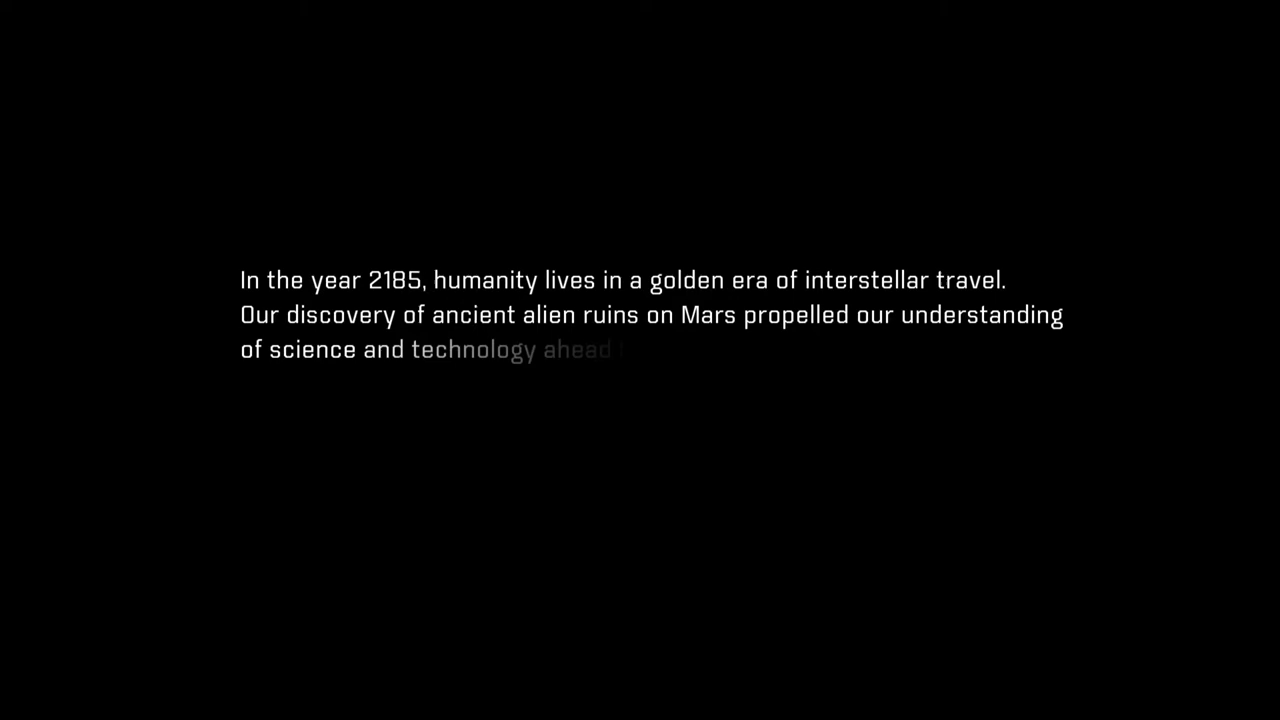 In the year 2185, humanity lives in a golden era of interstellar travel.
Our discovery of ancient alien ruins on Mars propelled our understanding
of science and technology ahead